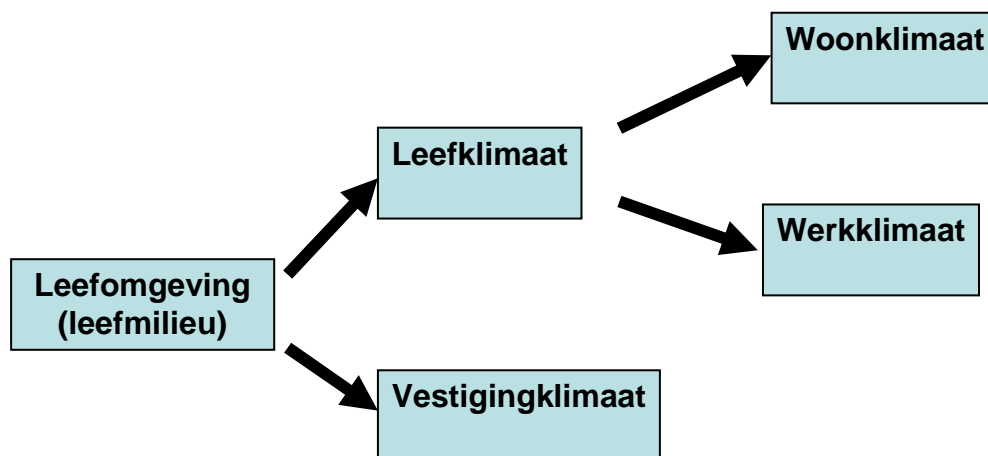 Woonklimaat
Leefklimaat
Werkklimaat
Leefomgeving
(leefmilieu)
Vestigingklimaat